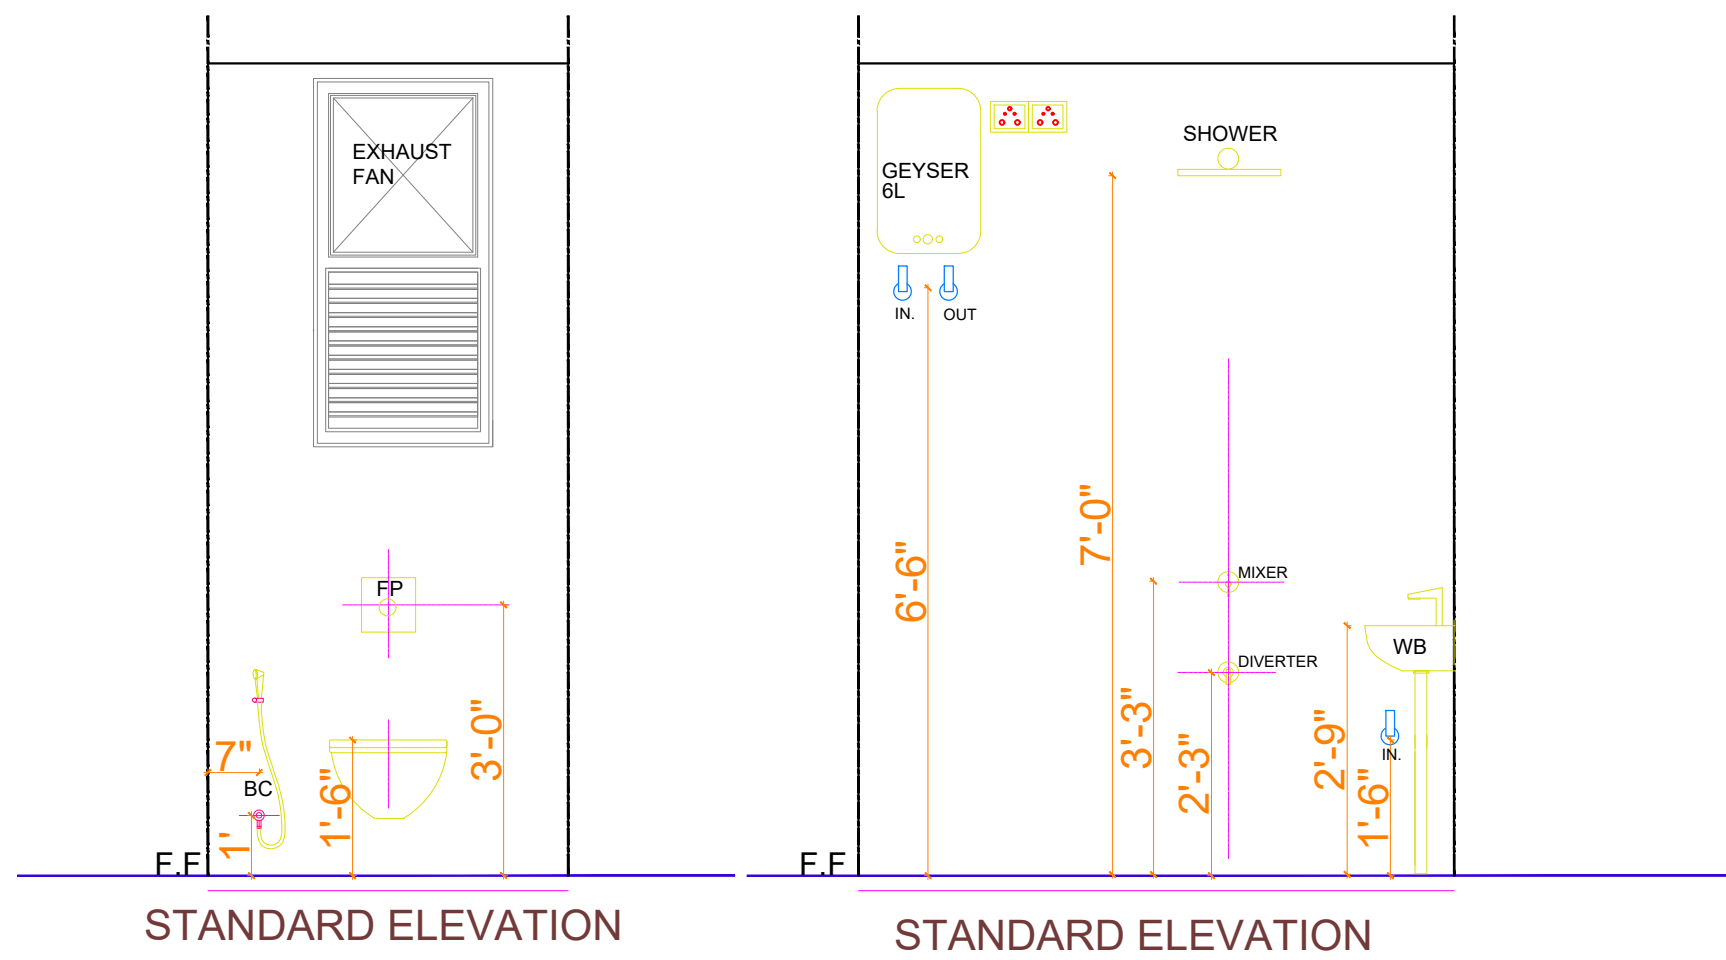 EXHAUST
FAN
FP
3'-0"
7"
BC
1'-6"
1'
F.F
STANDARD ELEVATION
GEYSER
6L
SHOWER
IN.
OUT
7'-0"
6'-6"
MIXER
WB
DIVERTER
3'-3"
2'-3"
2'-9"
IN.
1'-6"
F.F
STANDARD ELEVATION